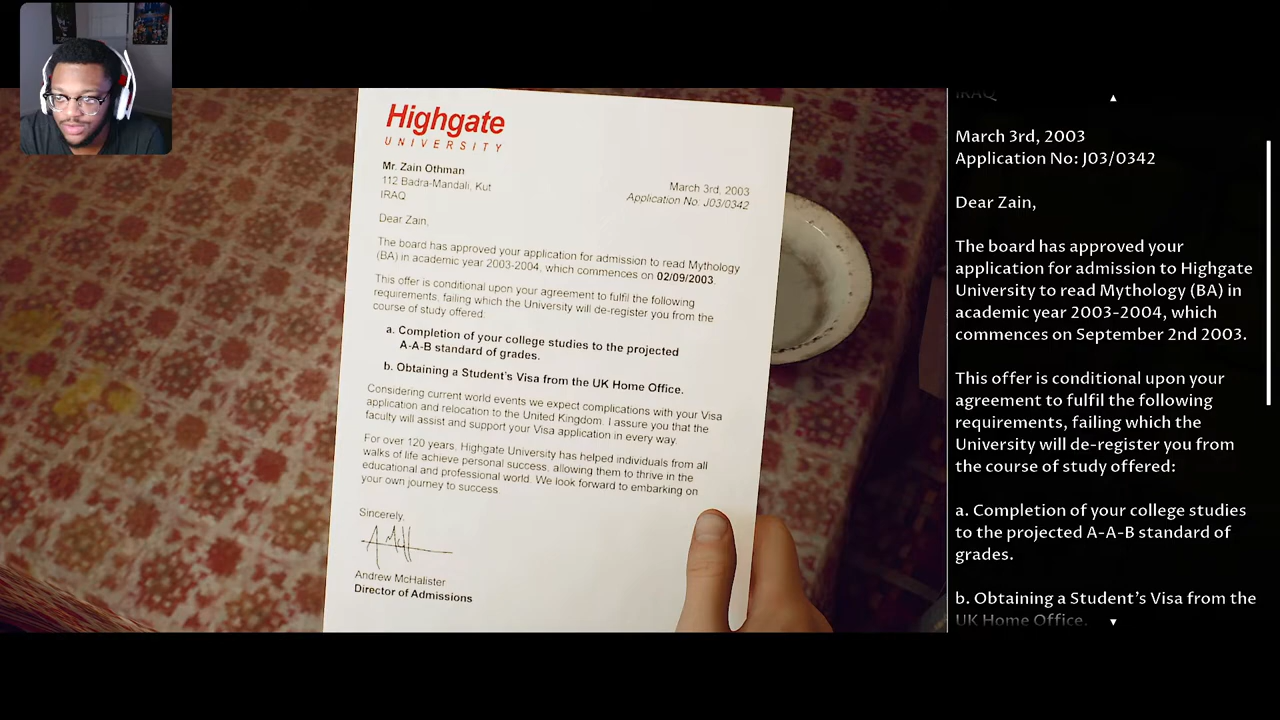 Highgate
UNIVERSITY
Mr. Zain Othman
112 Badra-Mandali, Kut
IRAQ
March 3rd, 2003
Application No. J03/0342
Dear Zain,
The board has approved your application for admission to read Mythology
(BA) in academic year 2003-2004, which commences on 02/09/2003.
This offer is conditional upon your agreement to fulfil the following
requirements, failing which the University will de-register you from the
course of study offered:
a. Completion of your college studies to the projected
A-A-B standard of grades.
b. Obtaining a Student's Visa from the UK Home Office.
Considering current world events we expect complications with your Visa
application and relocation to the United Kingdom. I assure you that the
faculty will assist and support your Visa application in every way.
For over 120 years, Highgate University has helped individuals from all
walks of life achieve personal success, allowing them to thrive in the
educational and professional world. We look forward to embarking on
your own journey to success.
Sincerely,
Andrew McHalister
Director of Admissions
IRAQ
March 3rd, 2003
Application No: J03/0342
Dear Zain,
The board has approved your
application for admission to Highgate
University to read Mythology (BA) in
academic year 2003-2004, which
commences on September 2nd 2003.
This offer is conditional upon your
agreement to fulfil the following
requirements, failing which the
University will de-register you from
the course of study offered:
a. Completion of your college studies
to the projected A-A-B standard of
grades.
b. Obtaining a Student's Visa from the
UK Home Office.